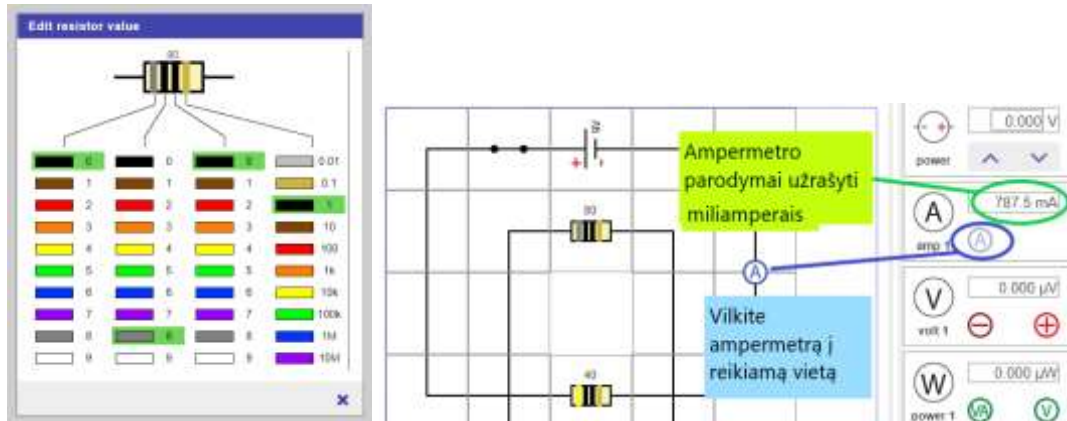 Edit resistor value
80
0 0 0 0.01
1 1 1 0.1
2 2 2 1
3 3 3 10
4 4 4 100
5 5 5 1k
6 6 6 10k
7 7 7 100k
8 8 8 1M
9 9 9 10M
×
+ -
80
40
A
Ampermetro
parodymai užrašyti
miliamperais
Vilkite
ampermetrą į
reikiamą vietą
- +
0.000 V
power
A
787.5 mA
amp 1
A
V
0.000 µV
volt 1
W
0.000 µW
power 1
VA
V